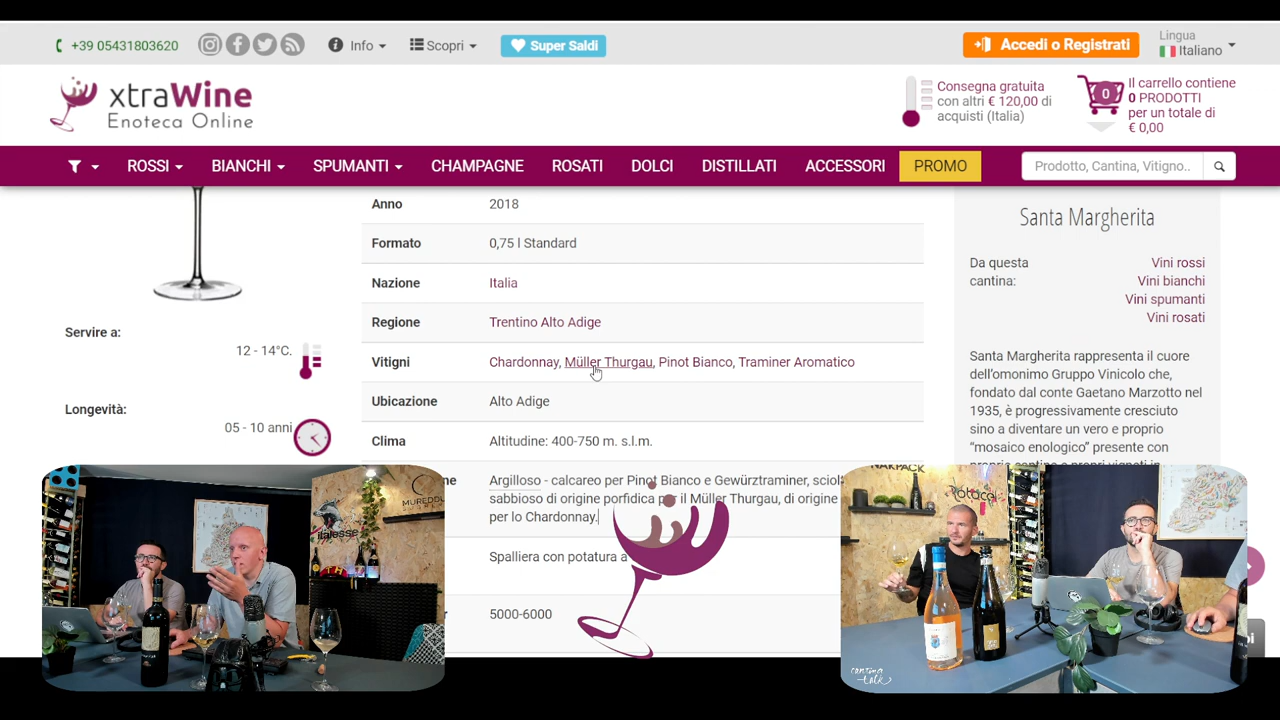 +39 05431803620
Info
Scopri
Super Saldi
Accedi o Registrati
Lingua
Italiano
xtraWine
Enoteca Online
Consegna gratuita
con altri € 120,00 di
acquisti (Italia)
0
Il carrello contiene
0 PRODOTTI
per un totale di
€ 0,00
ROSSI
BIANCHI
SPUMANTI
CHAMPAGNE
ROSATI
DOLCI
DISTILLATI
ACCESSORI
PROMO
Prodotto, Cantina, Vitigno..
Servire a:
12 - 14°C.
Longevità:
05 - 10 anni
Anno 2018
Formato 0,75 l Standard
Nazione Italia
Regione Trentino Alto Adige
Vitigni Chardonnay, Müller Thurgau, Pinot Bianco, Traminer Aromatico
Ubicazione Alto Adige
Clima Altitudine: 400-750 m. s.l.m.
Argilloso - calcareo per Pinot Bianco e Gewürztraminer,
sabbioso di origine porfidica per il Müller Thurgau, di origine
per lo Chardonnay.
Spalliera con potatura a
5000-6000
Santa Margherita
Da questa
cantina:
Vini rossi
Vini bianchi
Vini spumanti
Vini rosati
Santa Margherita rappresenta il cuore
dell'omonimo Gruppo Vinicolo che,
fondato dal conte Gaetano Marzotto nel
1935, è progressivamente cresciuto
sino a diventare un vero e proprio
"mosaico enologico" presente con
italesse
cantina
talk